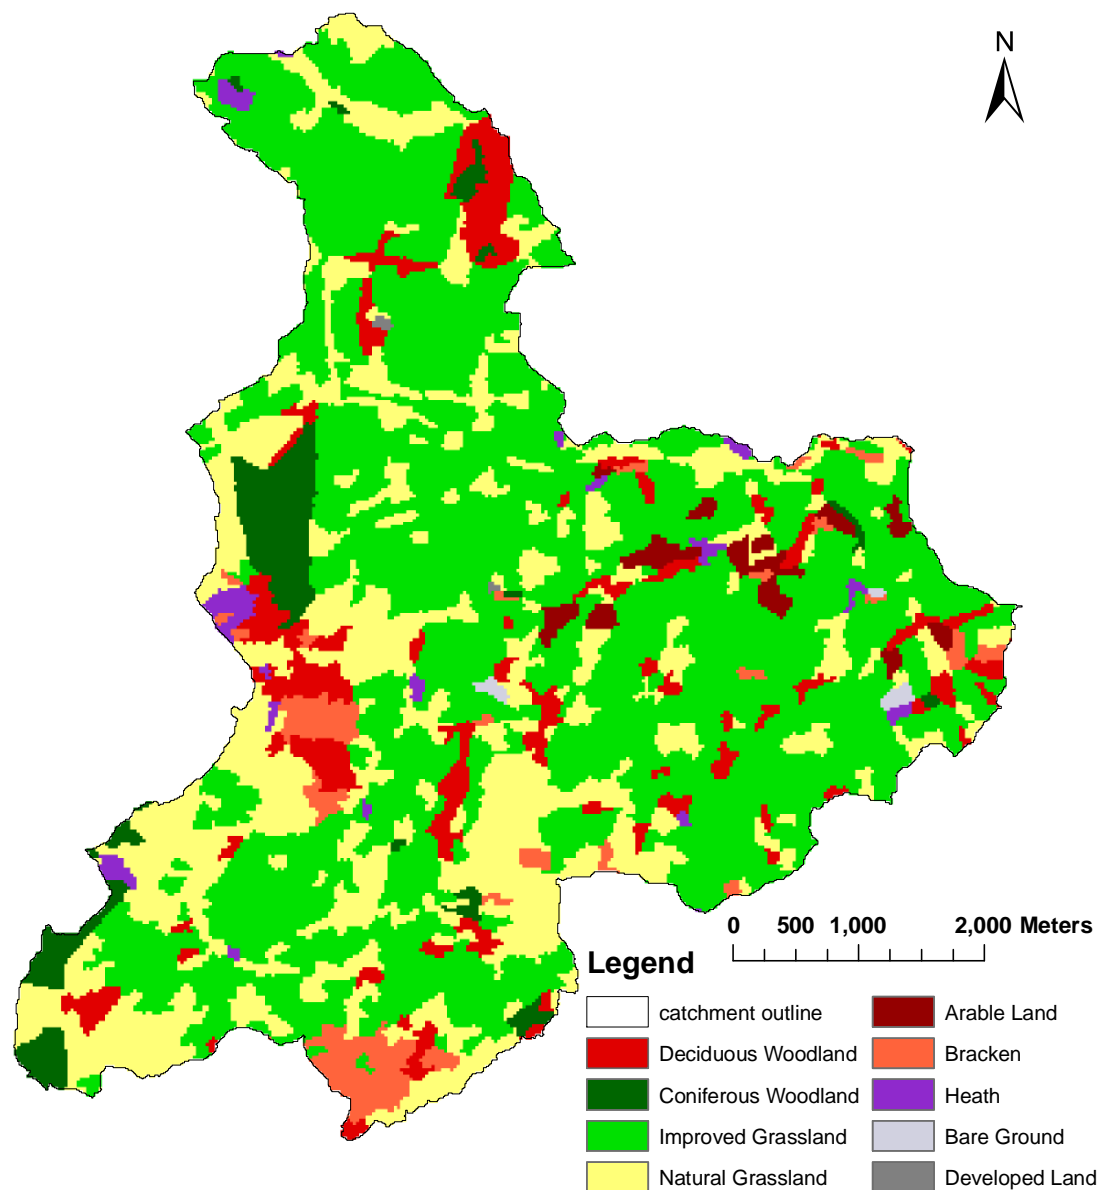 N
0 500 1,000 2,000 Meters
Legend
catchment outline
Deciduous Woodland
Coniferous Woodland
Improved Grassland
Natural Grassland
Arable Land
Bracken
Heath
Bare Ground
Developed Land